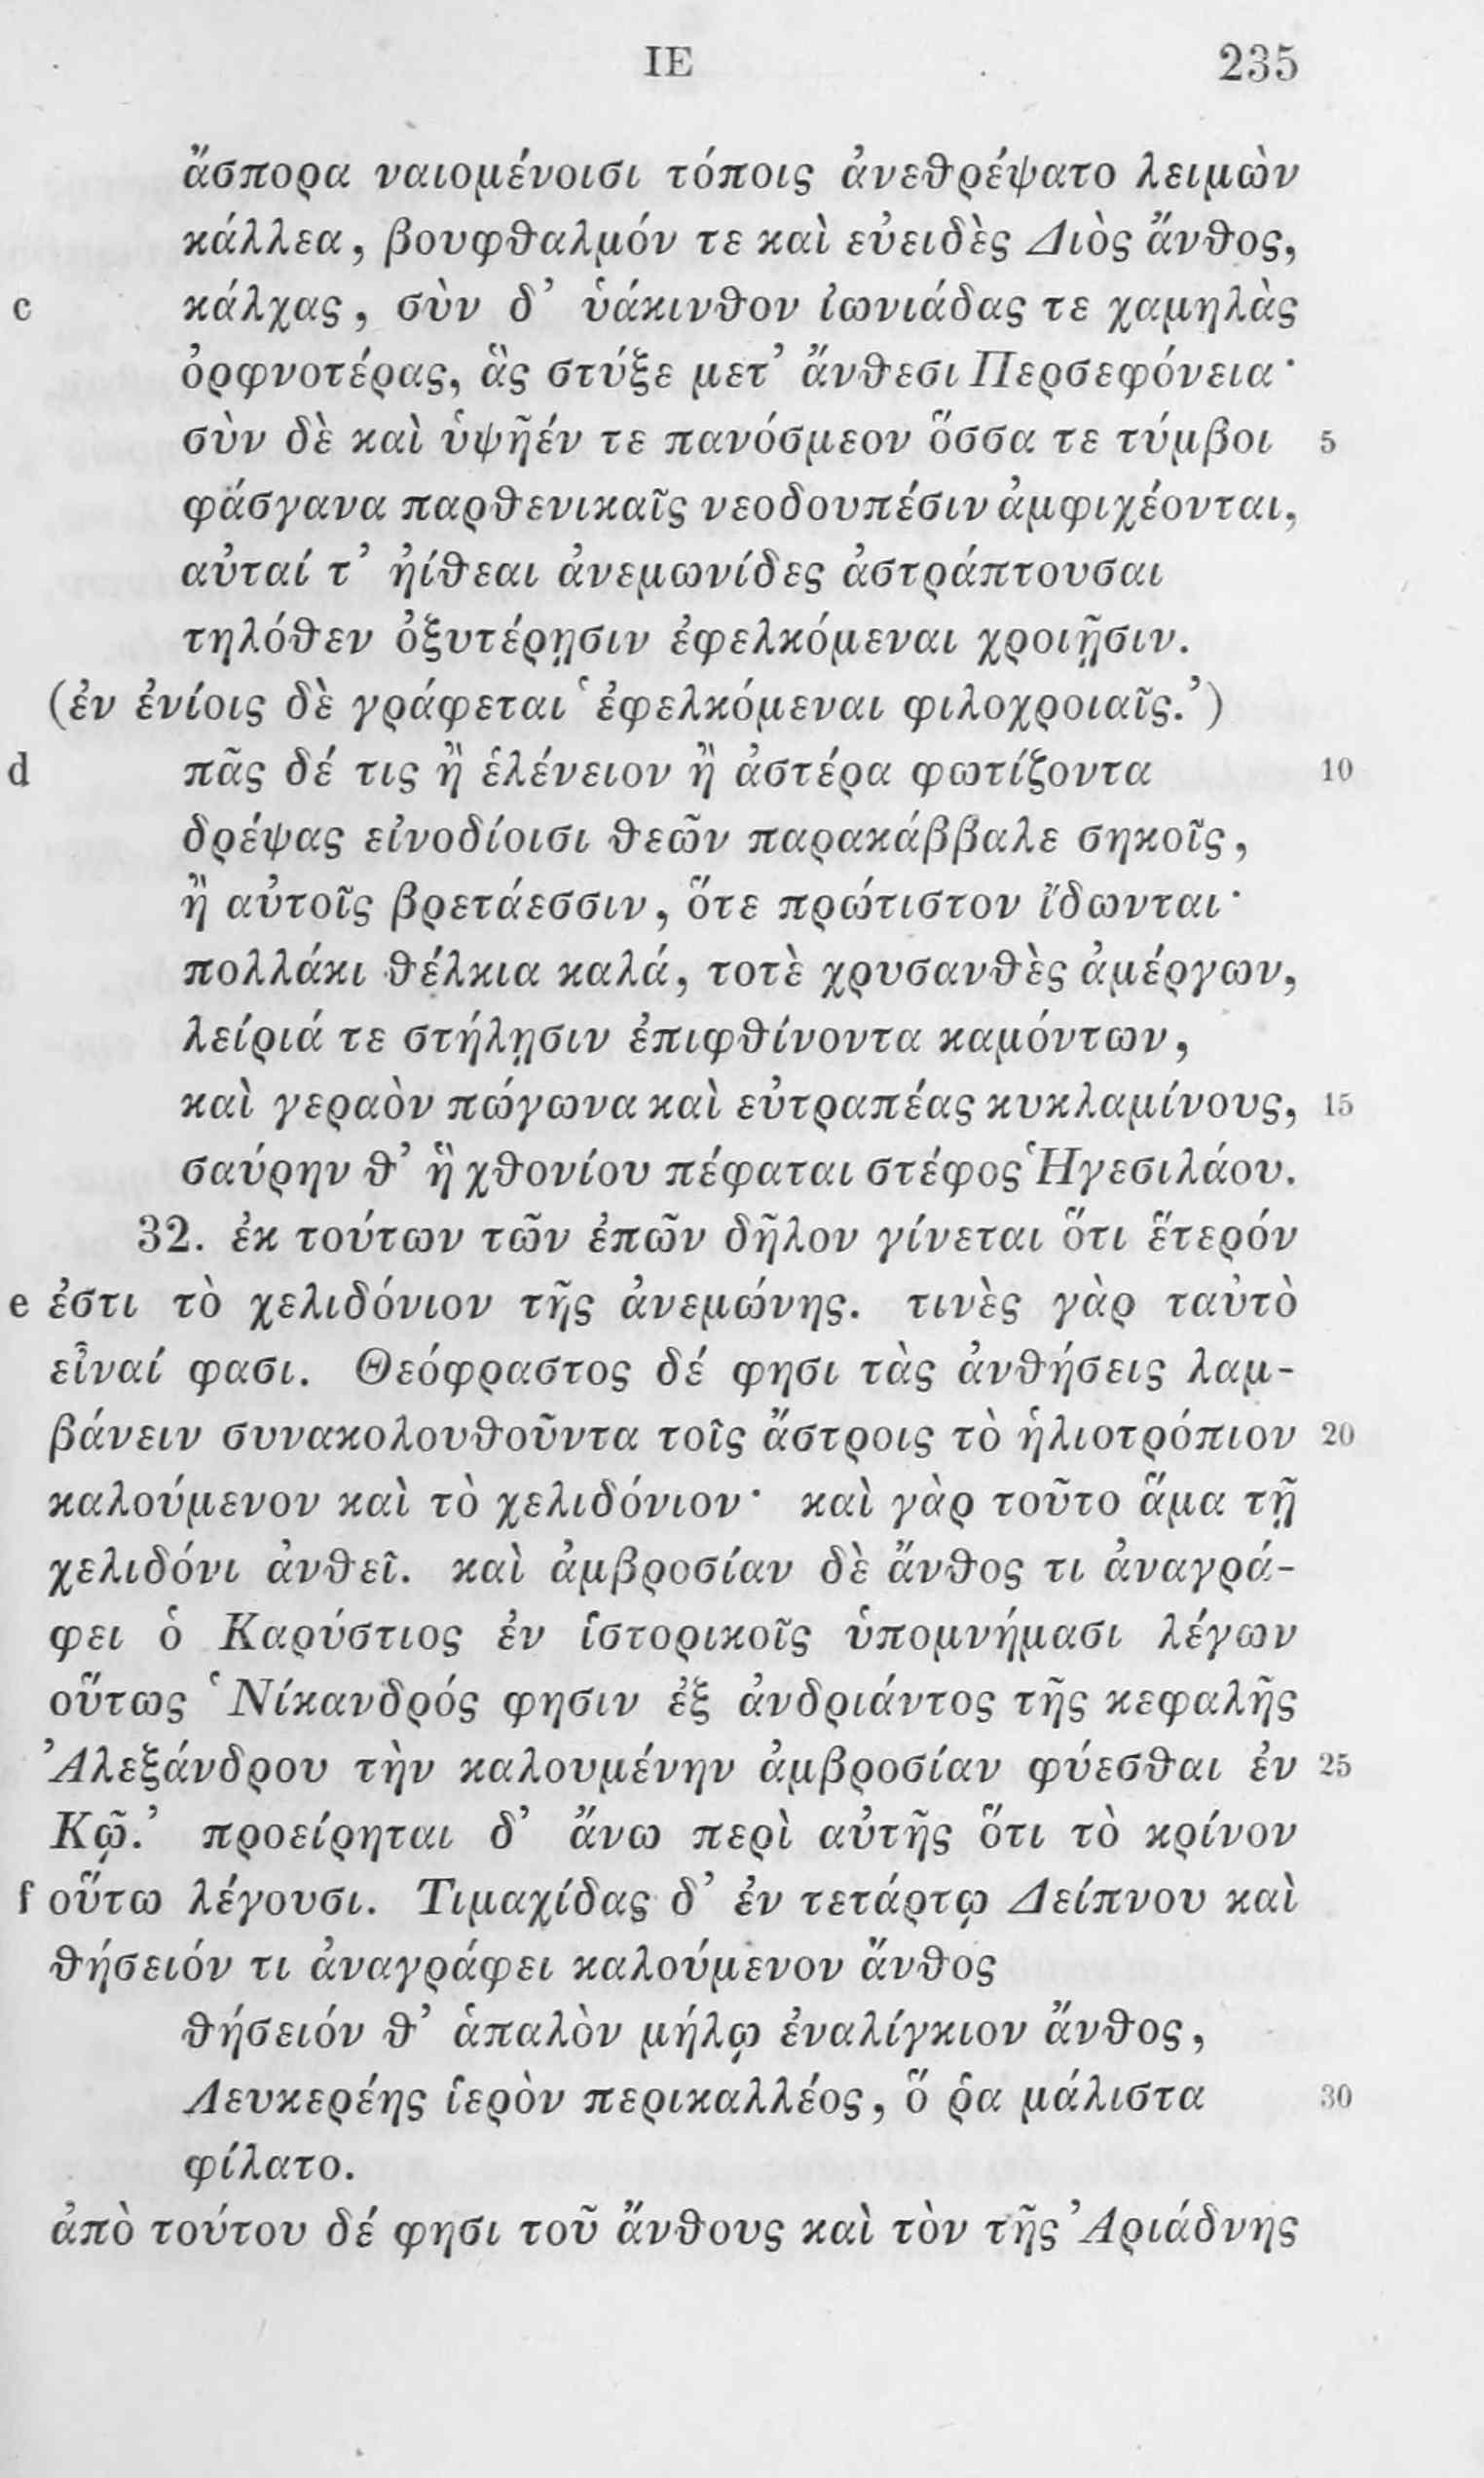 ΙΕ 235
ἄσπορα ναιομένοισι τόποις ἀνεθρέψατο λειμὼν
κάλλεα, βουφθαλμόν τε καὶ εὐειδὲς Διὸς ἄνθος,
c κάλχας, σὺν δ’ ὑάκινθον ἰωνιάδας τε χαμηλὰς
ὀρφνοτέρας, ἃς στύξε μετ’ ἄνθεσι Περσεφόνεια·
σὺν δὲ καὶ ὑψῆέν τε πανόσμεον ὅσσα τε τύμβοι 5
φάσγανα παρθενικαῖς νεοδουπέσιν ἀμφιχέονται,
αὐταί τ’ ἠίθεαι ἀνεμωνίδες ἀστράπτουσαι
τηλόθεν ὀξυτέρῃσιν ἐφελκόμεναι χροιῇσιν.
(ἐν ἐνίοις δὲ γράφεται ‘ἐφελκόμεναι φιλοχροιαῖς.’)
d πᾶς δέ τις ἢ ἑλένειον ἢ ἀστέρα φωτίζοντα 10
δρέψας εἰνοδίοισι θεῶν παρακάββαλε σηκοῖς,
ἢ αὐτοῖς βρετάεσσιν, ὅτε πρώτιστον ἴδωνται·
πολλάκι θέλκια καλά, τοτὲ χρυσανθὲς ἀμέργων,
λείριά τε στήλῃσιν ἐπιφθίνοντα καμόντων,
καὶ γεραὸν πώγωνα καὶ εὐτραπέας κυκλαμίνους, 15
σαύρην θ’ ἣ χθονίου πέφαται στέφος Ἡγεσιλάου.
32. ἐκ τούτων τῶν ἐπῶν δῆλον γίνεται ὅτι ἕτερόν
e ἐστι τὸ χελιδόνιον τῆς ἀνεμώνης. τινὲς γὰρ ταὐτὸ
εἶναί φασι. Θεόφραστος δέ φησι τὰς ἀνθήσεις λαμ-
βάνειν συνακολουθοῦντα τοῖς ἄστροις τὸ ἡλιοτρόπιον 20
καλούμενον καὶ τὸ χελιδόνιον· καὶ γὰρ τοῦτο ἅμα τῇ
χελιδόνι ἀνθεῖ. καὶ ἀμβροσίαν δὲ ἄνθος τι ἀναγρά-
φει ὁ Καρύστιος ἐν ἱστορικοῖς ὑπομνήμασι λέγων
οὕτως ‘Νίκανδρός φησιν ἐξ ἀνδριάντος τῆς κεφαλῆς
Ἀλεξάνδρου τὴν καλουμένην ἀμβροσίαν φύεσθαι ἐν 25
Κῷ.’ προείρηται δ’ ἄνω περὶ αὐτῆς ὅτι τὸ κρίνον
f οὕτω λέγουσι. Τιμαχίδας δ’ ἐν τετάρτῳ Δείπνου καὶ
θήσειόν τι ἀναγράφει καλούμενον ἄνθος
θήσειόν θ’ ἁπαλὸν μήλῳ ἐναλίγκιον ἄνθος,
Λευκερέης ἱερὸν περικαλλέος, ὅ ῥα μάλιστα 30
φίλατο.
ἀπὸ τούτου δέ φησι τοῦ ἄνθους καὶ τὸν τῆς Ἀριάδνης